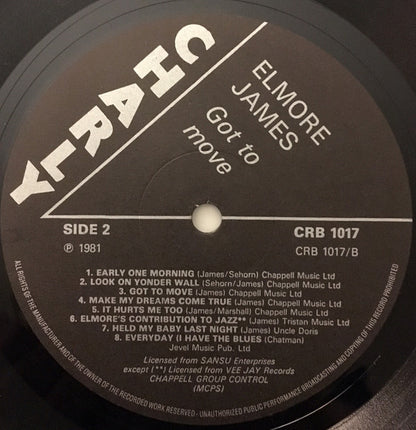 CHARLY
ELMORE
JAMES
Got to
move
SIDE 2
℗ 1981
CRB 1017
CRB 1017/B
1. EARLY ONE MORNING (James/Sehorn) Chappell Music Ltd
2. LOOK ON YONDER WALL (Sehorn/James) Chappell Music Ltd
3. GOT TO MOVE (James) Chappell Music Ltd
4. MAKE MY DREAMS COME TRUE (James) Chappell Music Ltd
5. IT HURTS ME TOO (James/Marshall) Chappell Music Ltd
6. ELMORE'S CONTRIBUTION TO JAZZ** (James) Tristan Music Ltd
7. HELD MY BABY LAST NIGHT (James) Uncle Doris
8. EVERYDAY (I HAVE THE BLUES (Chatman)
Jevel Music Pub. Ltd
Licensed from SANSU Enterprises
except (**) Licensed from VEE JAY Records
CHAPPELL GROUP CONTROL
(MCPS)
ALL RIGHTS OF THE MANUFACTURER AND OF THE OWNER OF THE RECORDED WORK RESERVED - UNAUTHORIZED PUBLIC PERFORMANCE BROADCASTING AND COPYING OF THIS RECORD PROHIBITED